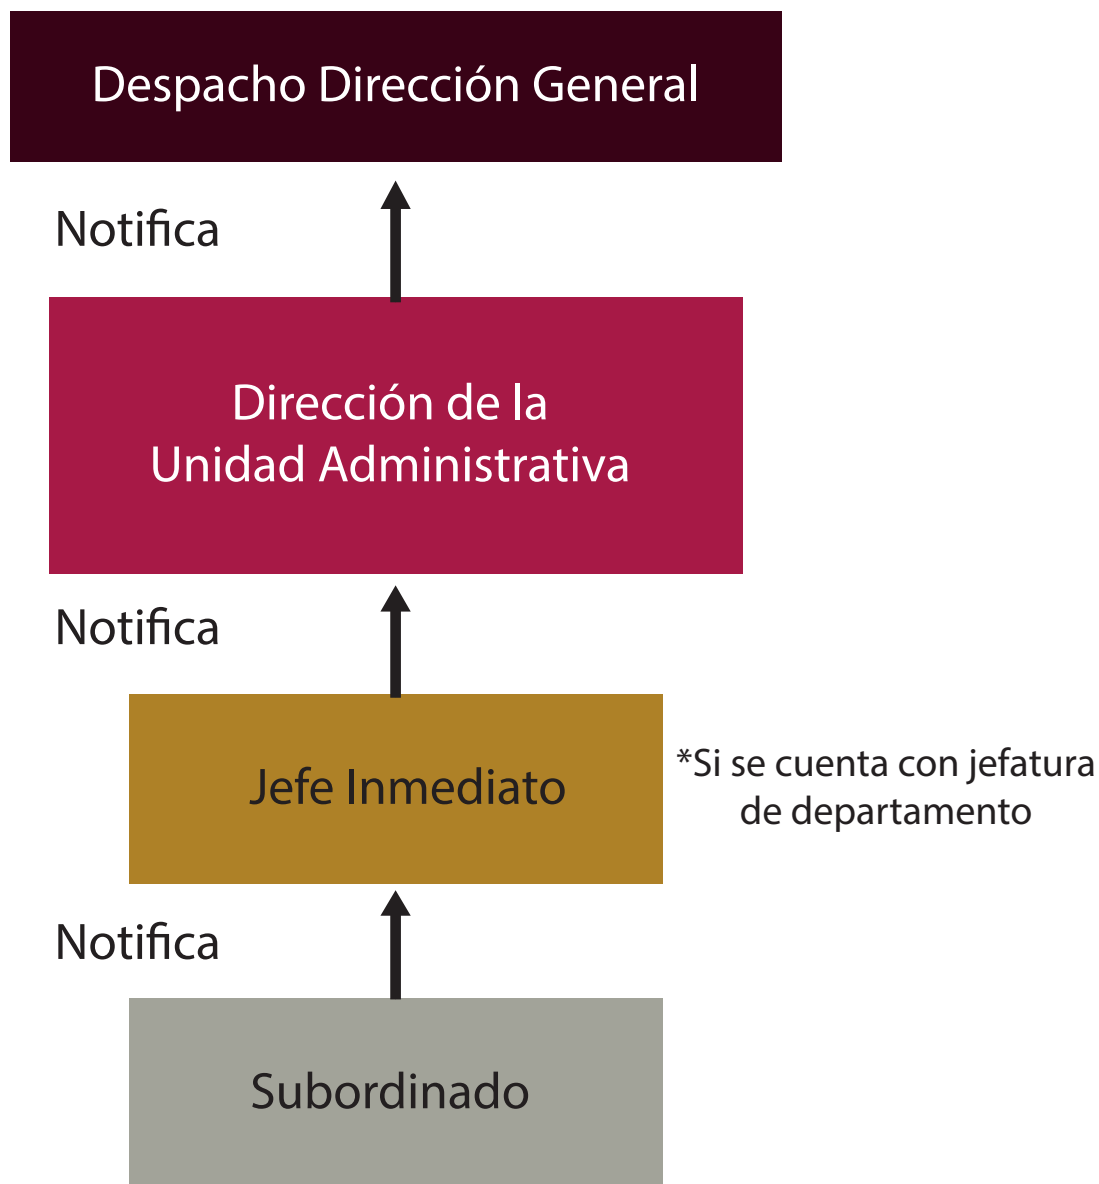 Despacho Dirección General
Notifica
Dirección de la
Unidad Administrativa
Notifica
Jefe Inmediato
*Si se cuenta con jefatura
de departamento
Notifica
Subordinado